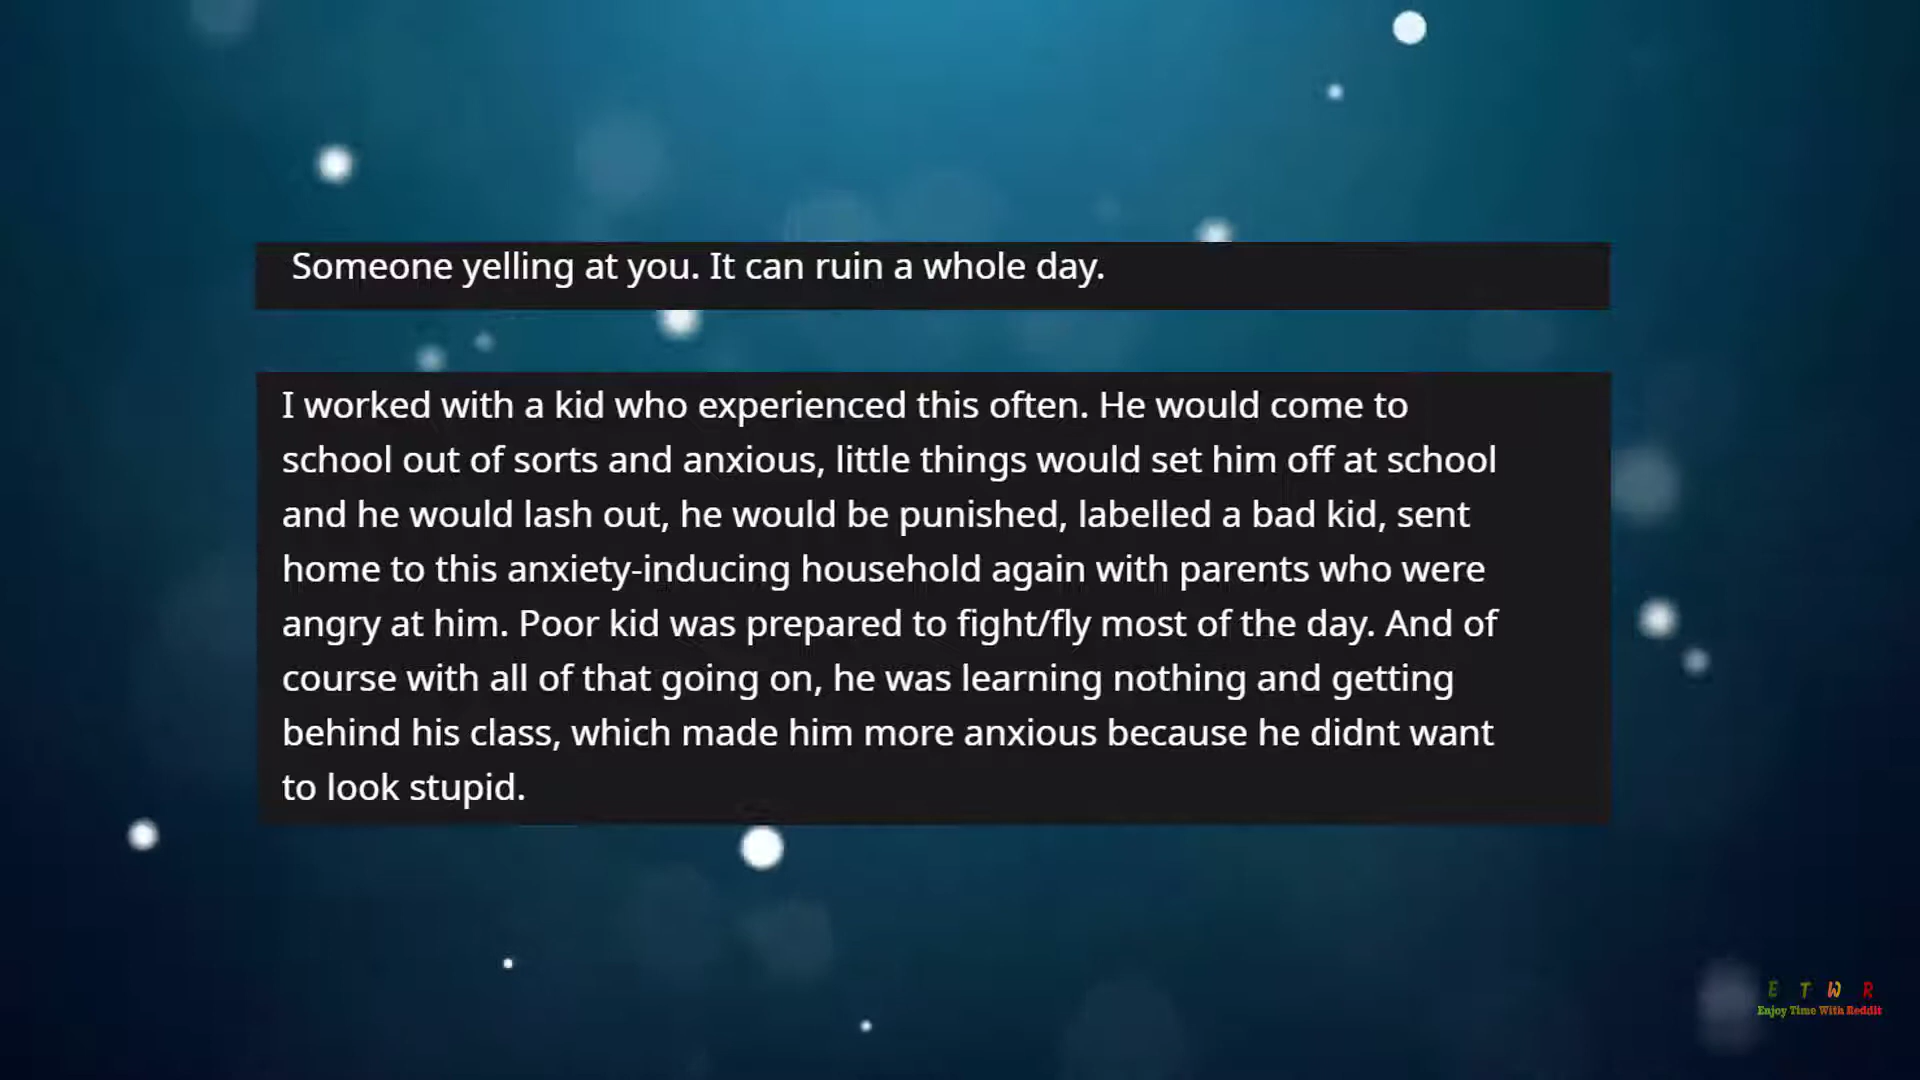 Someone yelling at you. It can ruin a whole day.
I worked with a kid who experienced this often. He would come to
school out of sorts and anxious, little things would set him off at school
and he would lash out, he would be punished, labelled a bad kid, sent
home to this anxiety-inducing household again with parents who were
angry at him. Poor kid was prepared to fight/fly most of the day. And of
course with all of that going on, he was learning nothing and getting
behind his class, which made him more anxious because he didnt want
to look stupid.
E T W R
Enjoy Time With Reddit